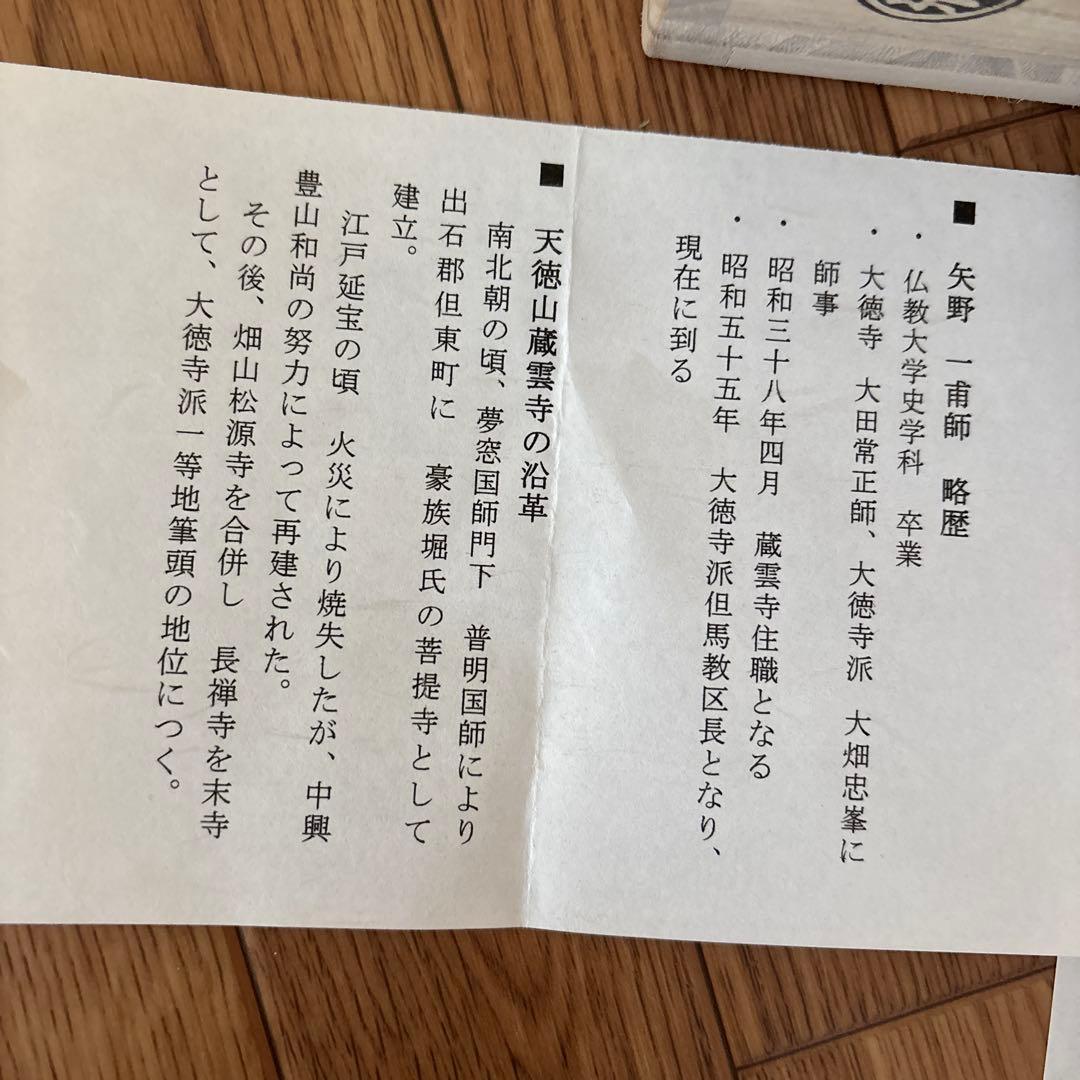 ■ 矢野 一甫師 略歴
・仏教大学史学科 卒業
・大徳寺 大田常正師、大徳寺派 大畑忠峯に
師事
・昭和三十八年四月 蔵雲寺住職となる
・昭和五十五年 大徳寺派但馬教区長となり、
現在に到る
■ 天徳山蔵雲寺の沿革
南北朝の頃、夢窓国師門下 普明国師により
出石郡但東町に 豪族堀氏の菩提寺として
建立。
江戸延宝の頃 火災により焼失したが、中興
豊山和尚の努力によって再建された。
その後、畑山松源寺を合併し 長禅寺を末寺
として、大徳寺派一等地筆頭の地位につく。